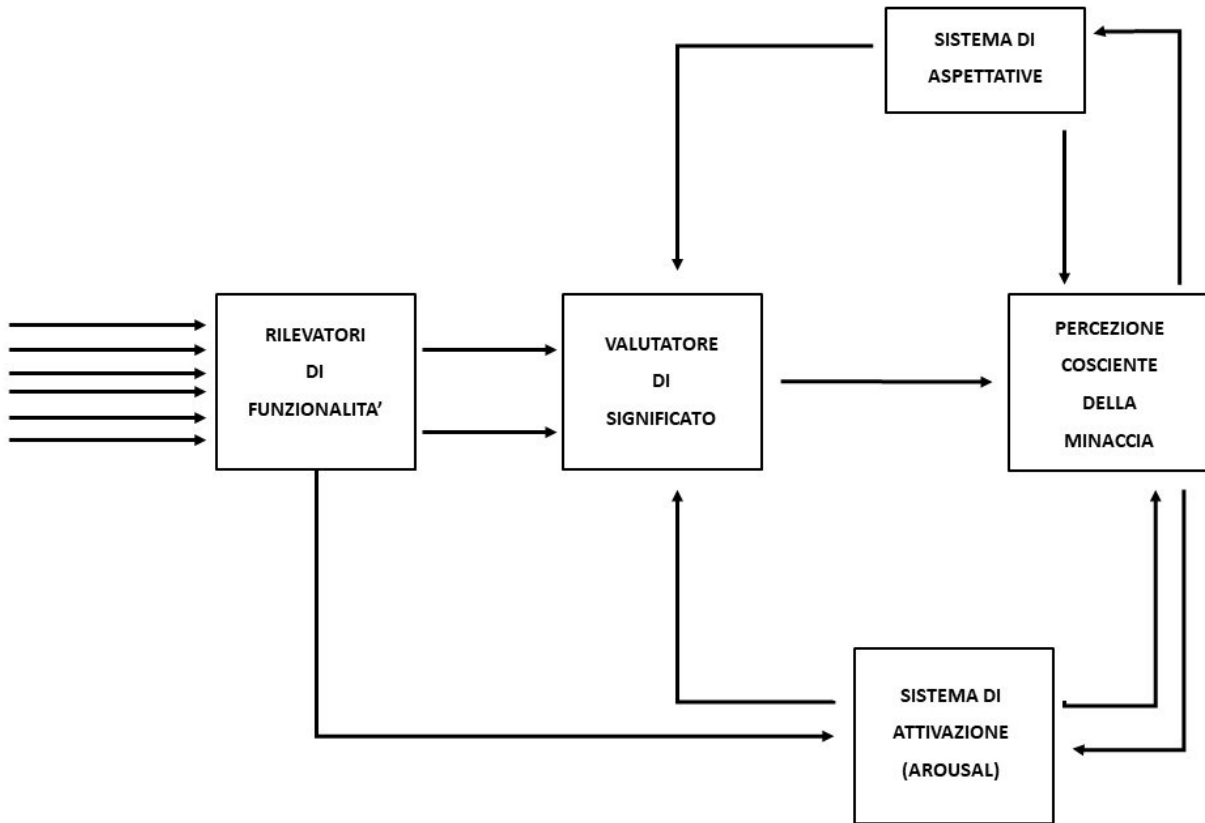 SISTEMA DI
ASPETTATIVE
RILEVATORI
DI
FUNZIONALITA’
VALUTATORE
DI
SIGNIFICATO
PERCEZIONE
COSCIENTE
DELLA
MINACCIA
SISTEMA DI
ATTIVAZIONE
(AROUSAL)